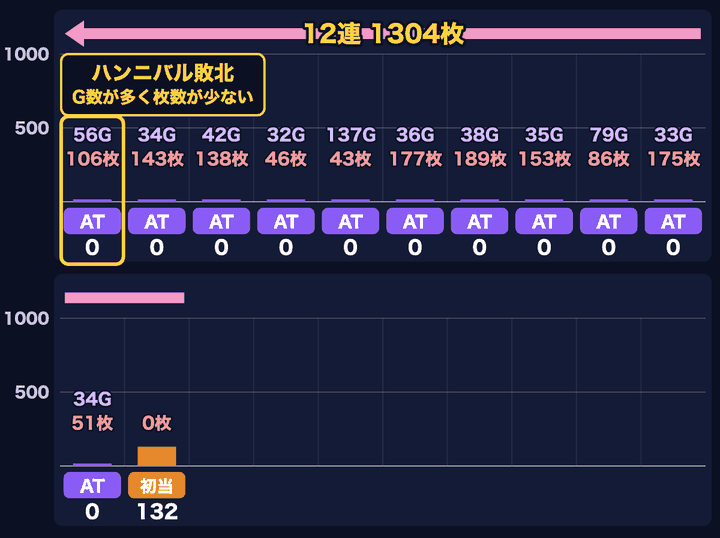 12連 1304枚
1000
ハンニバル敗北
G数が多く枚数が少ない
500
56G 34G 42G 32G 137G 36G 38G 35G 79G 33G
106枚 143枚 138枚 46枚 43枚 177枚 189枚 153枚 86枚 175枚
AT AT AT AT AT AT AT AT AT AT
0 0 0 0 0 0 0 0 0 0
1000
500
34G
51枚 0枚
AT 初当
0 132